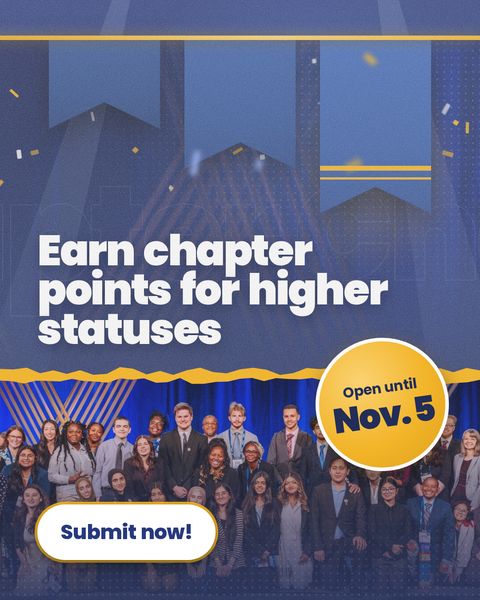 Earn chapter
points for higher
statuses
Open until
Nov. 5
Submit now!